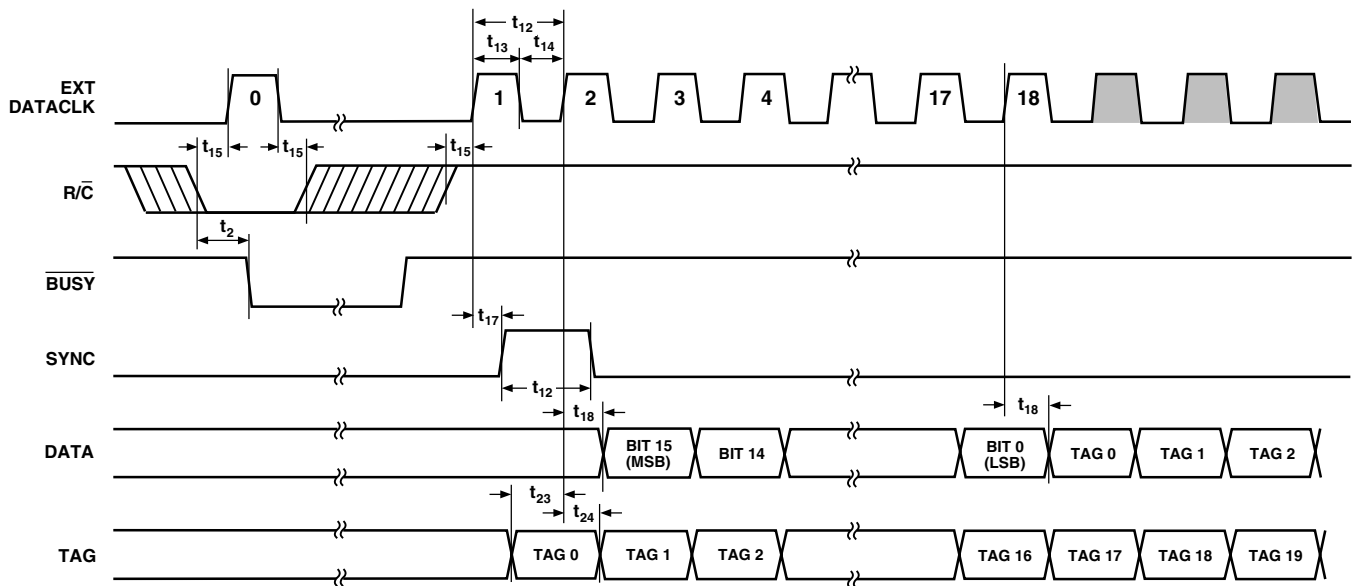 t12
t13 t14
EXT DATACLK
0 1 2 3 4 17 18
t15 t15 t15
R/C̅
t2
B̅U̅S̅Y̅
t17
SYNC
t12
t18 t18
DATA
BIT 15 (MSB) BIT 14 BIT 0 (LSB) TAG 0 TAG 1 TAG 2
t23
t24
TAG
TAG 0 TAG 1 TAG 2 TAG 16 TAG 17 TAG 18 TAG 19